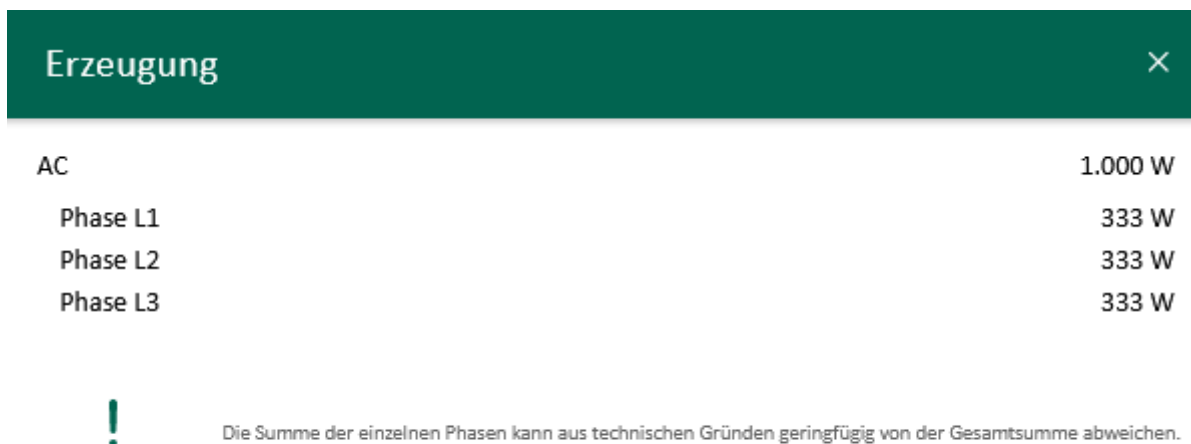 Erzeugung
AC 1.000 W
Phase L1 333 W
Phase L2 333 W
Phase L3 333 W
Die Summe der einzelnen Phasen kann aus technischen Gründen geringfügig von der Gesamtsumme abweichen.